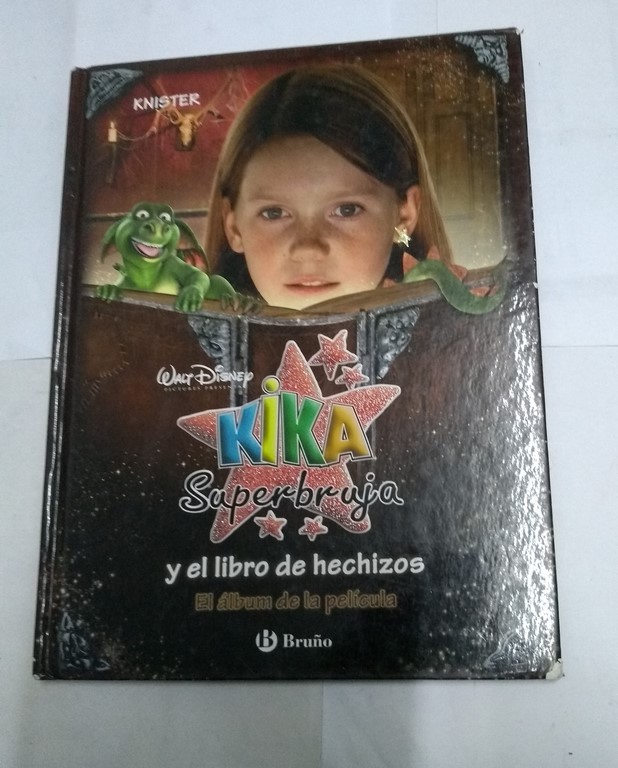 KNISTER
WALT DISNEY
PICTURES PRESENTA
KIKA
Superbruja
y el libro de hechizos
El álbum de la película
B Bruño